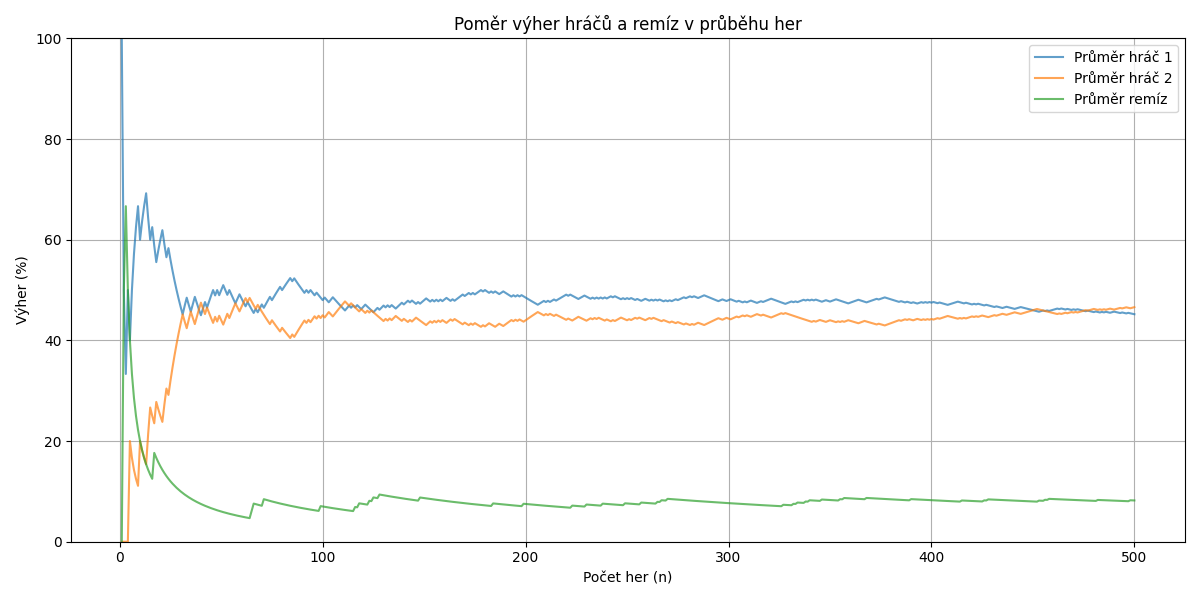 Poměr výher hráčů a remíz v průběhu her
100
80
60
40
20
0
Výher (%)
Průměr hráč 1
Průměr hráč 2
Průměr remíz
0
100
200
300
400
500
Počet her (n)